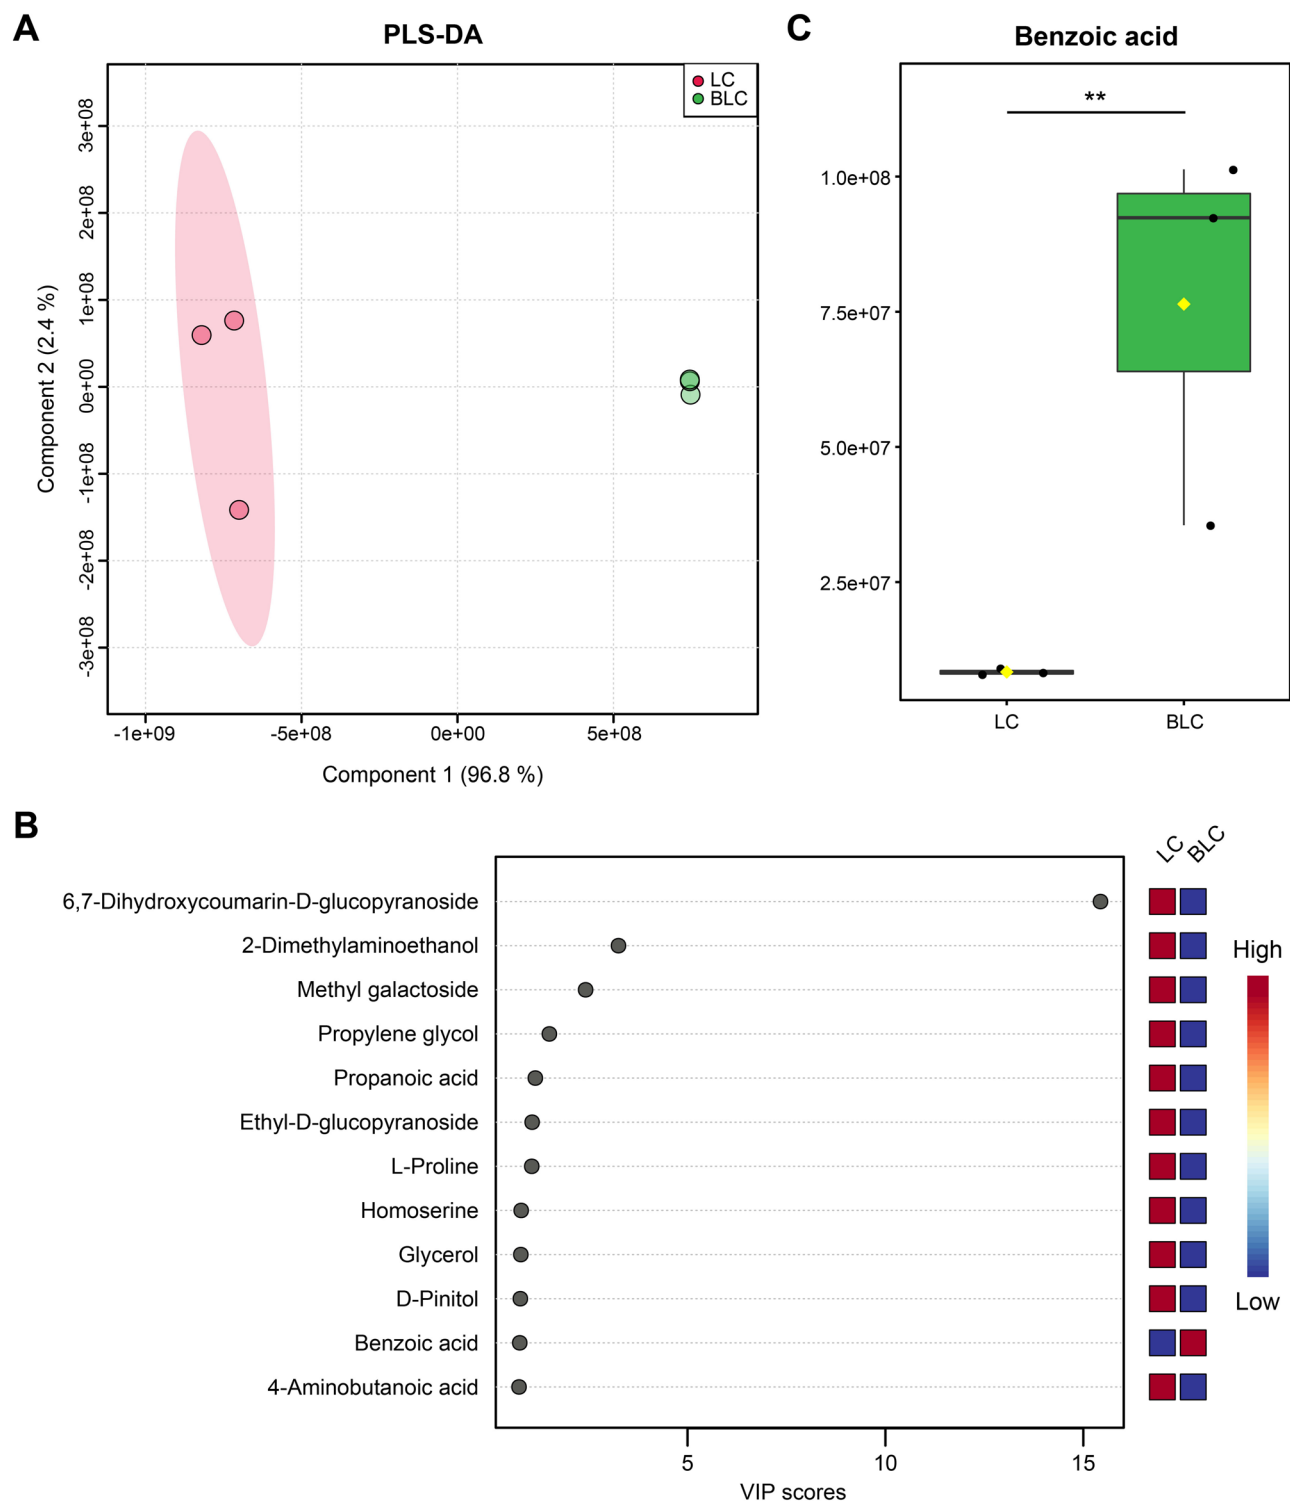 A
PLS-DA
LC
BLC
3e+08
2e+08
1e+08
0e+00
-1e+08
-2e+08
-3e+08
Component 2 (2.4 %)
-1e+09
-5e+08
0e+00
5e+08
Component 1 (96.8 %)
C
Benzoic acid
**
1.0e+08
7.5e+07
5.0e+07
2.5e+07
LC
BLC
B
LC
BLC
6,7-Dihydroxycoumarin-D-glucopyranoside
2-Dimethylaminoethanol
Methyl galactoside
Propylene glycol
Propanoic acid
Ethyl-D-glucopyranoside
L-Proline
Homoserine
Glycerol
D-Pinitol
Benzoic acid
4-Aminobutanoic acid
High
Low
5
10
15
VIP scores